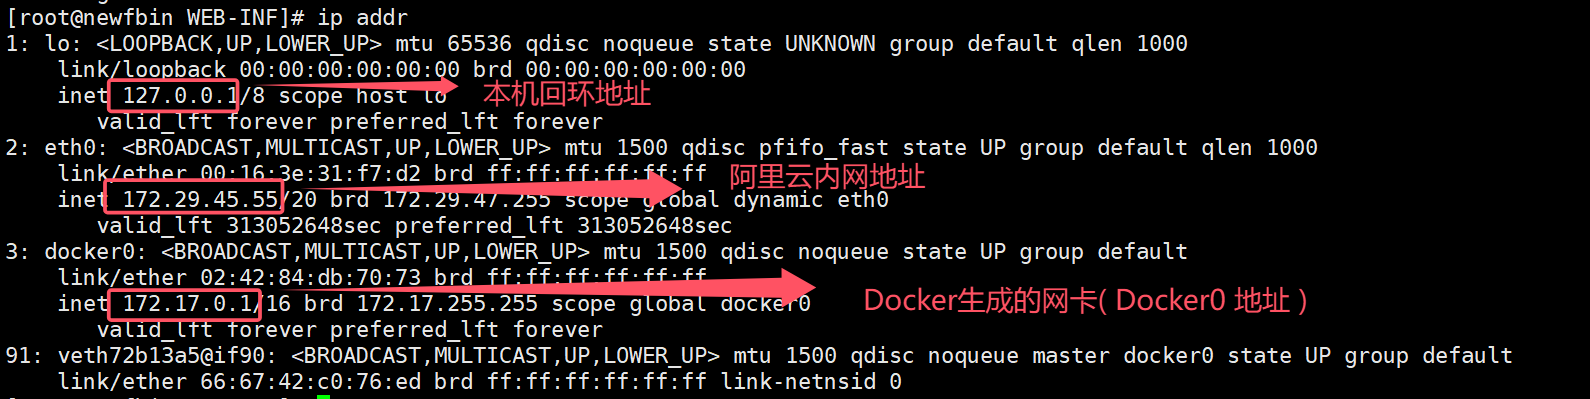 [root@newfbin WEB-INF]# ip addr
1: lo: <LOOPBACK,UP,LOWER_UP> mtu 65536 qdisc noqueue state UNKNOWN group default qlen 1000
link/loopback 00:00:00:00:00:00 brd 00:00:00:00:00:00
inet 127.0.0.1/8 scope host lo
本机回环地址
valid_lft forever preferred_lft forever
2: eth0: <BROADCAST,MULTICAST,UP,LOWER_UP> mtu 1500 qdisc pfifo_fast state UP group default qlen 1000
link/ether 00:16:3e:31:f7:d2 brd ff:ff:ff:ff:ff:ff
阿里云内网地址
inet 172.29.45.55/20 brd 172.29.47.255 scope global dynamic eth0
valid_lft 313052648sec preferred_lft 313052648sec
3: docker0: <BROADCAST,MULTICAST,UP,LOWER_UP> mtu 1500 qdisc noqueue state UP group default
link/ether 02:42:84:db:70:73 brd ff:ff:ff:ff:ff:ff
inet 172.17.0.1/16 brd 172.17.255.255 scope global docker0
Docker生成的网卡( Docker0 地址 )
valid_lft forever preferred_lft forever
91: veth72b13a5@if90: <BROADCAST,MULTICAST,UP,LOWER_UP> mtu 1500 qdisc noqueue master docker0 state UP group default
link/ether 66:67:42:c0:76:ed brd ff:ff:ff:ff:ff:ff link-netnsid 0